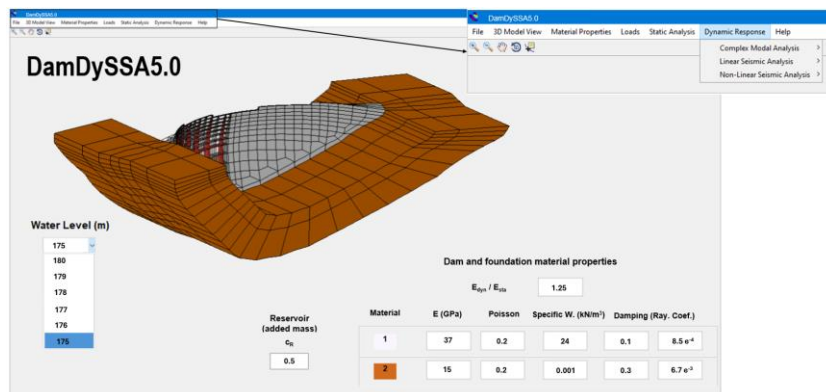 DamDySSA5.0
File 3D Model View Material Properties Loads Static Analysis Dynamic Response Help
DamDySSA5.0
File 3D Model View Material Properties Loads Static Analysis Dynamic Response Help
Complex Modal Analysis
Linear Seismic Analysis
Non-Linear Seismic Analysis
DamDySSA5.0
Water Level (m)
175
180
179
178
177
176
175
Reservoir
(added mass)
cR
0.5
Dam and foundation material properties
Edyn / Esta 1.25
Material E (GPa) Poisson Specific W. (kN/m³) Damping (Ray. Coef.)
1 37 0.2 24 0.1 8.5 e⁻⁴
2 15 0.2 0.001 0.3 6.7 e⁻³